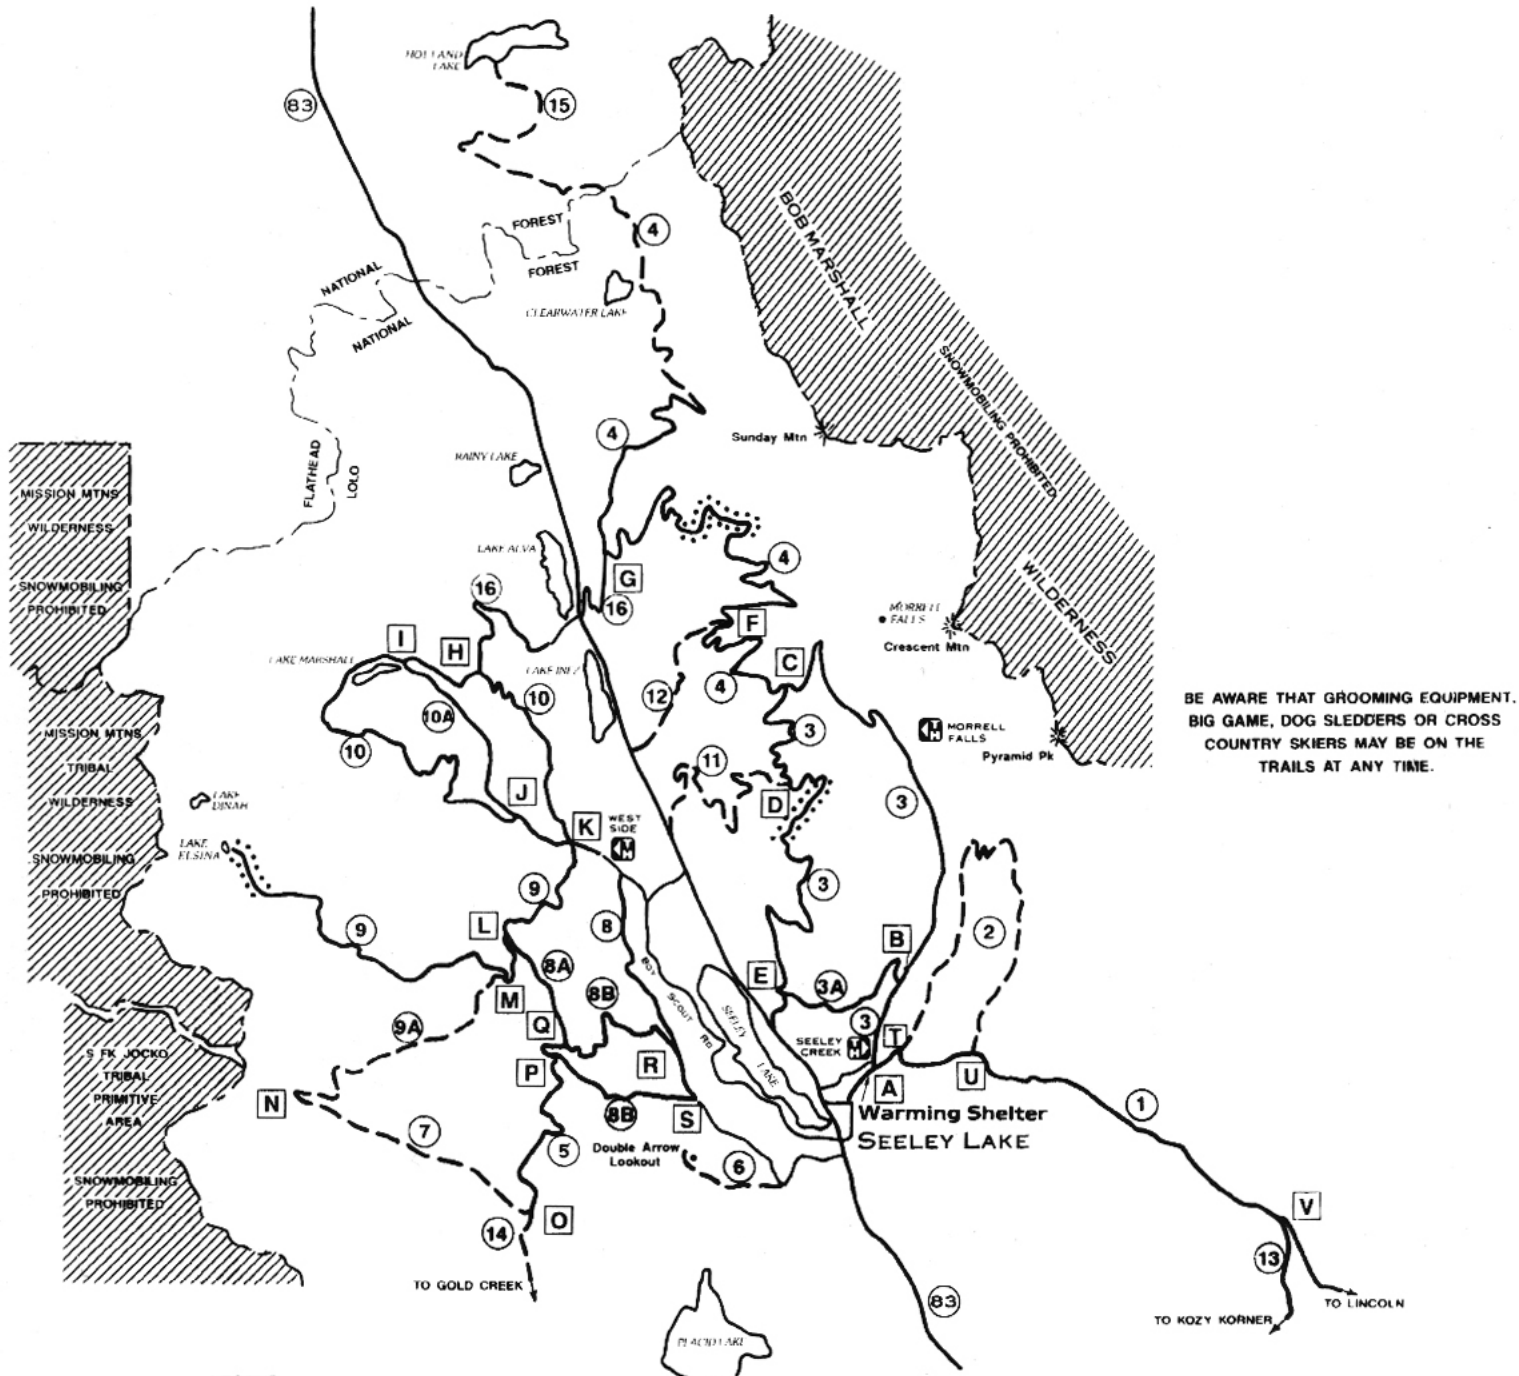 HOLLAND
LAKE
83
15
FOREST
4
NATIONAL
FOREST
CLEARWATER LAKE
NATIONAL
BOB MARSHALL
SNOWMOBILING PROHIBITED
WILDERNESS
4
Sunday Mtn
RAINY LAKE
FLATHEAD
LOLO
MISSION MTNS
WILDERNESS
SNOWMOBILING
PROHIBITED
LAKE ALVA
4
G
16
16
MORRELL
FALLS
F
Crescent Mtn
I
H
LAKE MARSHALL
LAKE INEZ
C
12
4
10
10A
10
3
MORRELL
FALLS
Pyramid Pk
BE AWARE THAT GROOMING EQUIPMENT,
BIG GAME, DOG SLEDDERS OR CROSS
COUNTRY SKIERS MAY BE ON THE
TRAILS AT ANY TIME.
MISSION MTNS
TRIBAL
WILDERNESS
SNOWMOBILING
PROHIBITED
11
LAKE
DINAH
J
D
3
K
WEST
SIDE
LAKE
ELSINA
9
3
9
L
8
B
2
8A
E
3A
8B
M
BOY SCOUT RD
SEELEY LAKE
9A
Q
3
T
SEELEY
CREEK
S FK JOCKO
TRIBAL
PRIMITIVE
AREA
SNOWMOBILING
PROHIBITED
P
R
U
A
N
8B
S
1
Warming Shelter
SEELEY LAKE
7
5
Double Arrow
Lookout
6
O
14
V
13
TO GOLD CREEK
83
TO LINCOLN
TO KOZY KORNER
PLACID LAKE